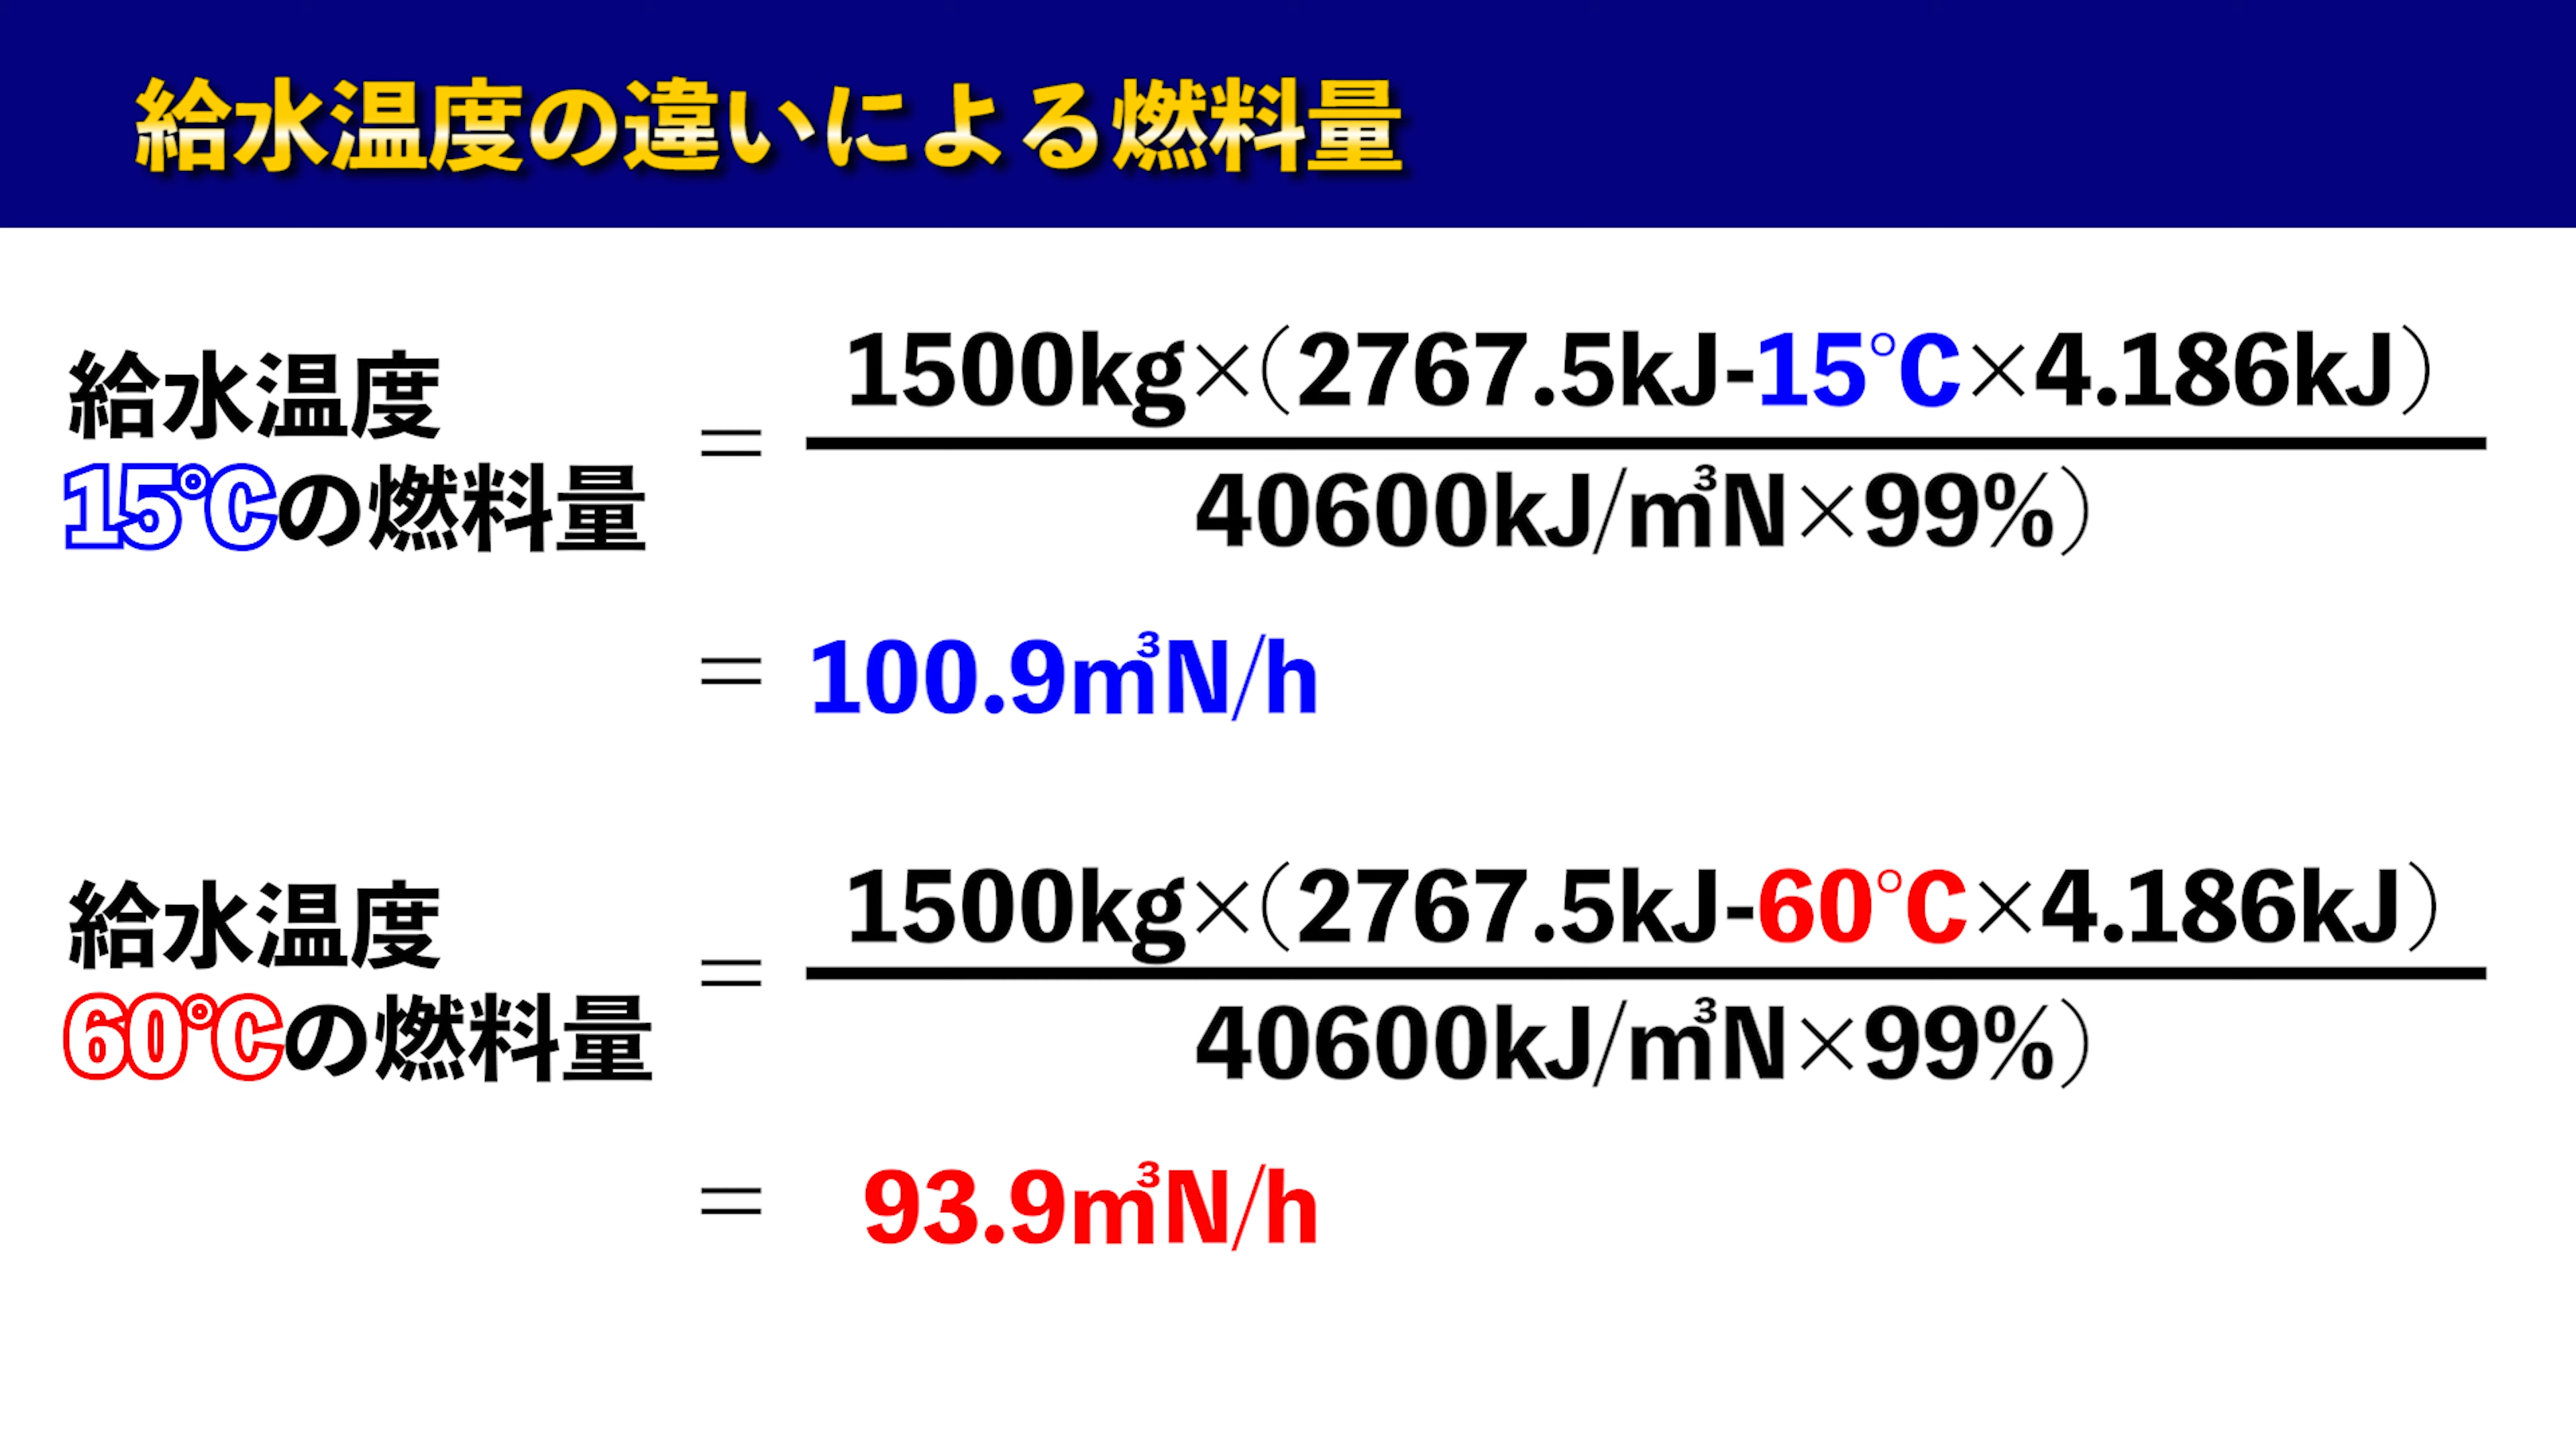 給水温度の違いによる燃料量
給水温度
15℃の燃料量
=
1500kg×(2767.5kJ-15℃×4.186kJ)
40600kJ/㎥N×99%)
= 100.9㎥N/h
給水温度
60℃の燃料量
=
1500kg×(2767.5kJ-60℃×4.186kJ)
40600kJ/㎥N×99%)
= 93.9㎥N/h